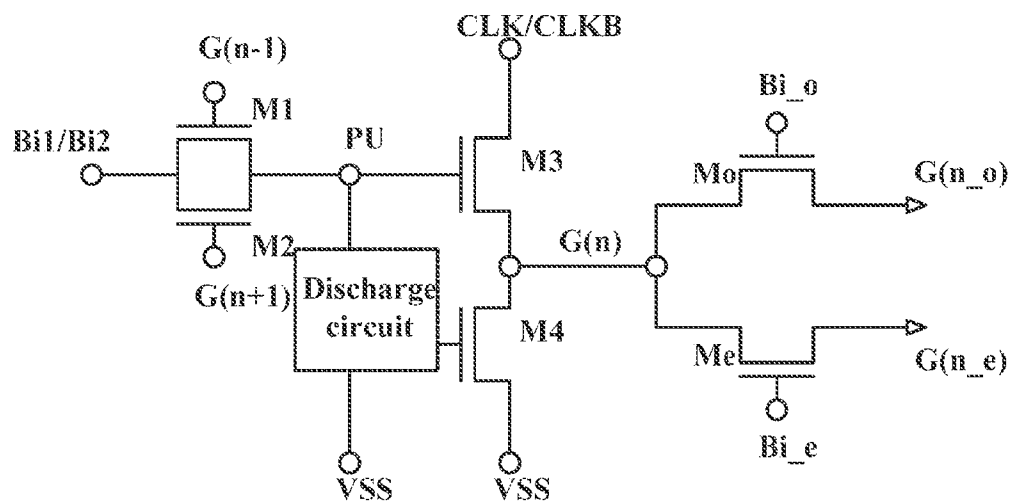 CLK/CLKB
G(n-1)
M1
Bi1/Bi2
PU
M3
Bi_o
Mo
G(n_o)
M2
G(n+1)
Discharge
circuit
G(n)
M4
Me
G(n_e)
Bi_e
VSS
VSS